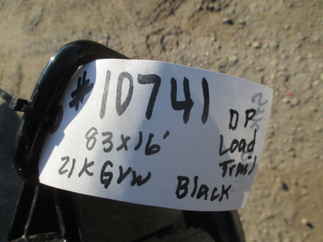 #10741
83x16'
21K GVW
DP
Load
Trail
Black